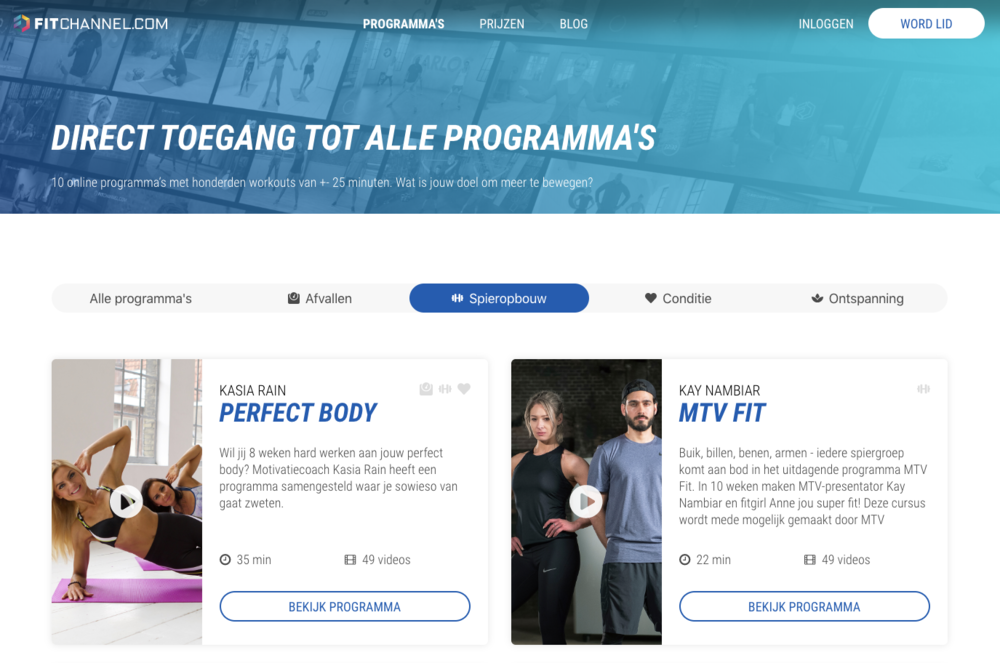 FITCHANNEL.COM
PROGRAMMA'S
PRIJZEN
BLOG
INLOGGEN
WORD LID
DIRECT TOEGANG TOT ALLE PROGRAMMA'S
10 online programma's met honderden workouts van +- 25 minuten. Wat is jouw doel om meer te bewegen?
Alle programma's
Afvallen
Spieropbouw
Conditie
Ontspanning
KASIA RAIN
PERFECT BODY
Wil jij 8 weken hard werken aan jouw perfect
body? Motivatiecoach Kasia Rain heeft een
programma samengesteld waar je sowieso van
gaat zweten.
35 min
49 videos
BEKIJK PROGRAMMA
KAY NAMBIAR
MTV FIT
Buik, billen, benen, armen - iedere spiergroep
komt aan bod in het uitdagende programma MTV
Fit. In 10 weken maken MTV-presentator Kay
Nambiar en fitgirl Anne jou super fit! Deze cursus
wordt mede mogelijk gemaakt door MTV
22 min
49 videos
BEKIJK PROGRAMMA